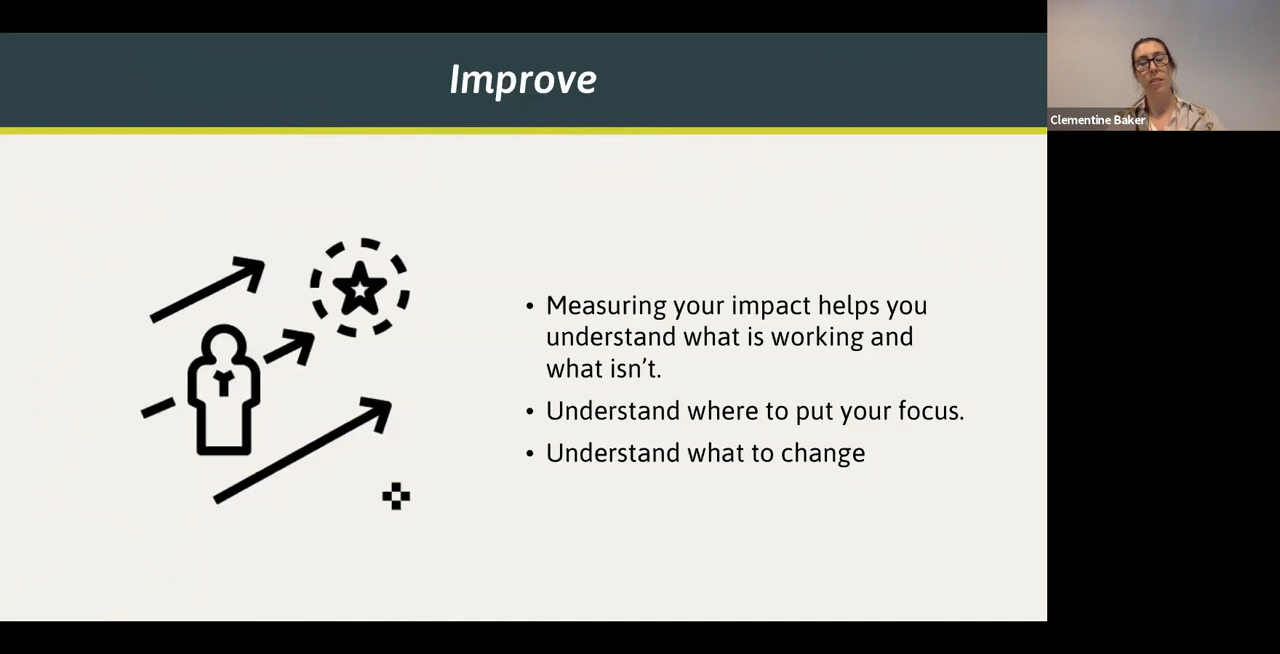 Improve
Clementine Baker
• Measuring your impact helps you
understand what is working and
what isn't.
• Understand where to put your focus.
• Understand what to change